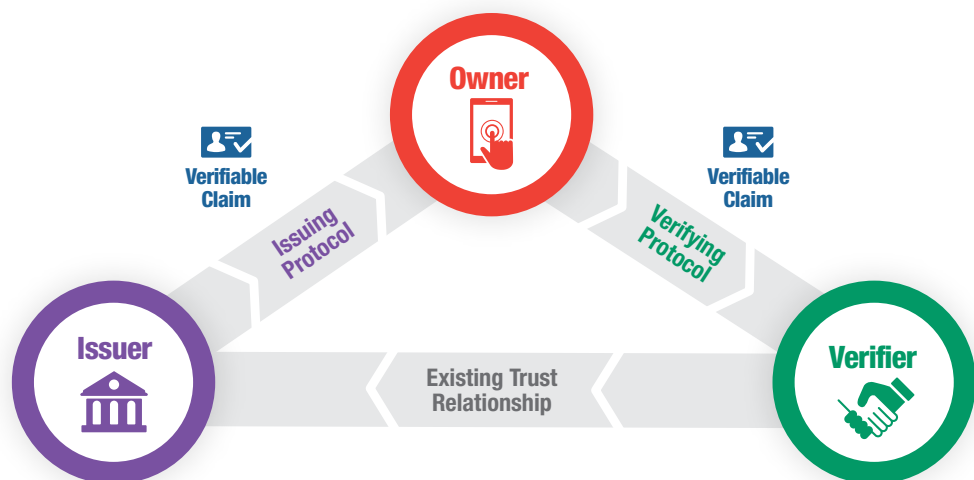 Owner
Verifiable
Claim
Verifiable
Claim
Issuing
Protocol
Verifying
Protocol
Issuer
Existing Trust
Relationship
Verifier